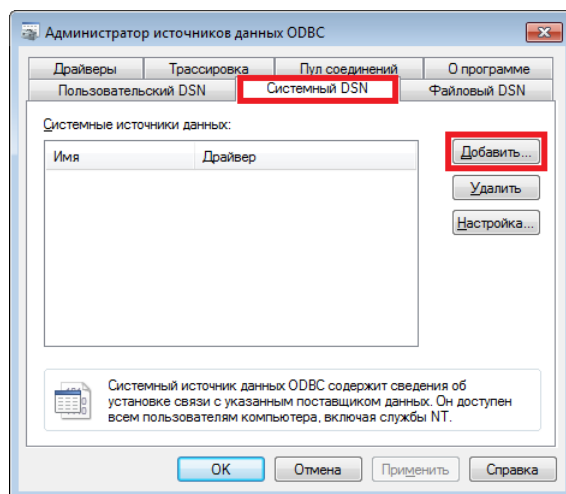 Администратор источников данных ODBC
Драйверы Трассировка Пул соединений О программе
Пользовательский DSN Системный DSN Файловый DSN
Системные источники данных:
Имя Драйвер
Добавить...
Удалить
Настройка...
Системный источник данных ODBC содержит сведения об
установке связи с указанным поставщиком данных. Он доступен
всем пользователям компьютера, включая службы NT.
OK Отмена Применить Справка